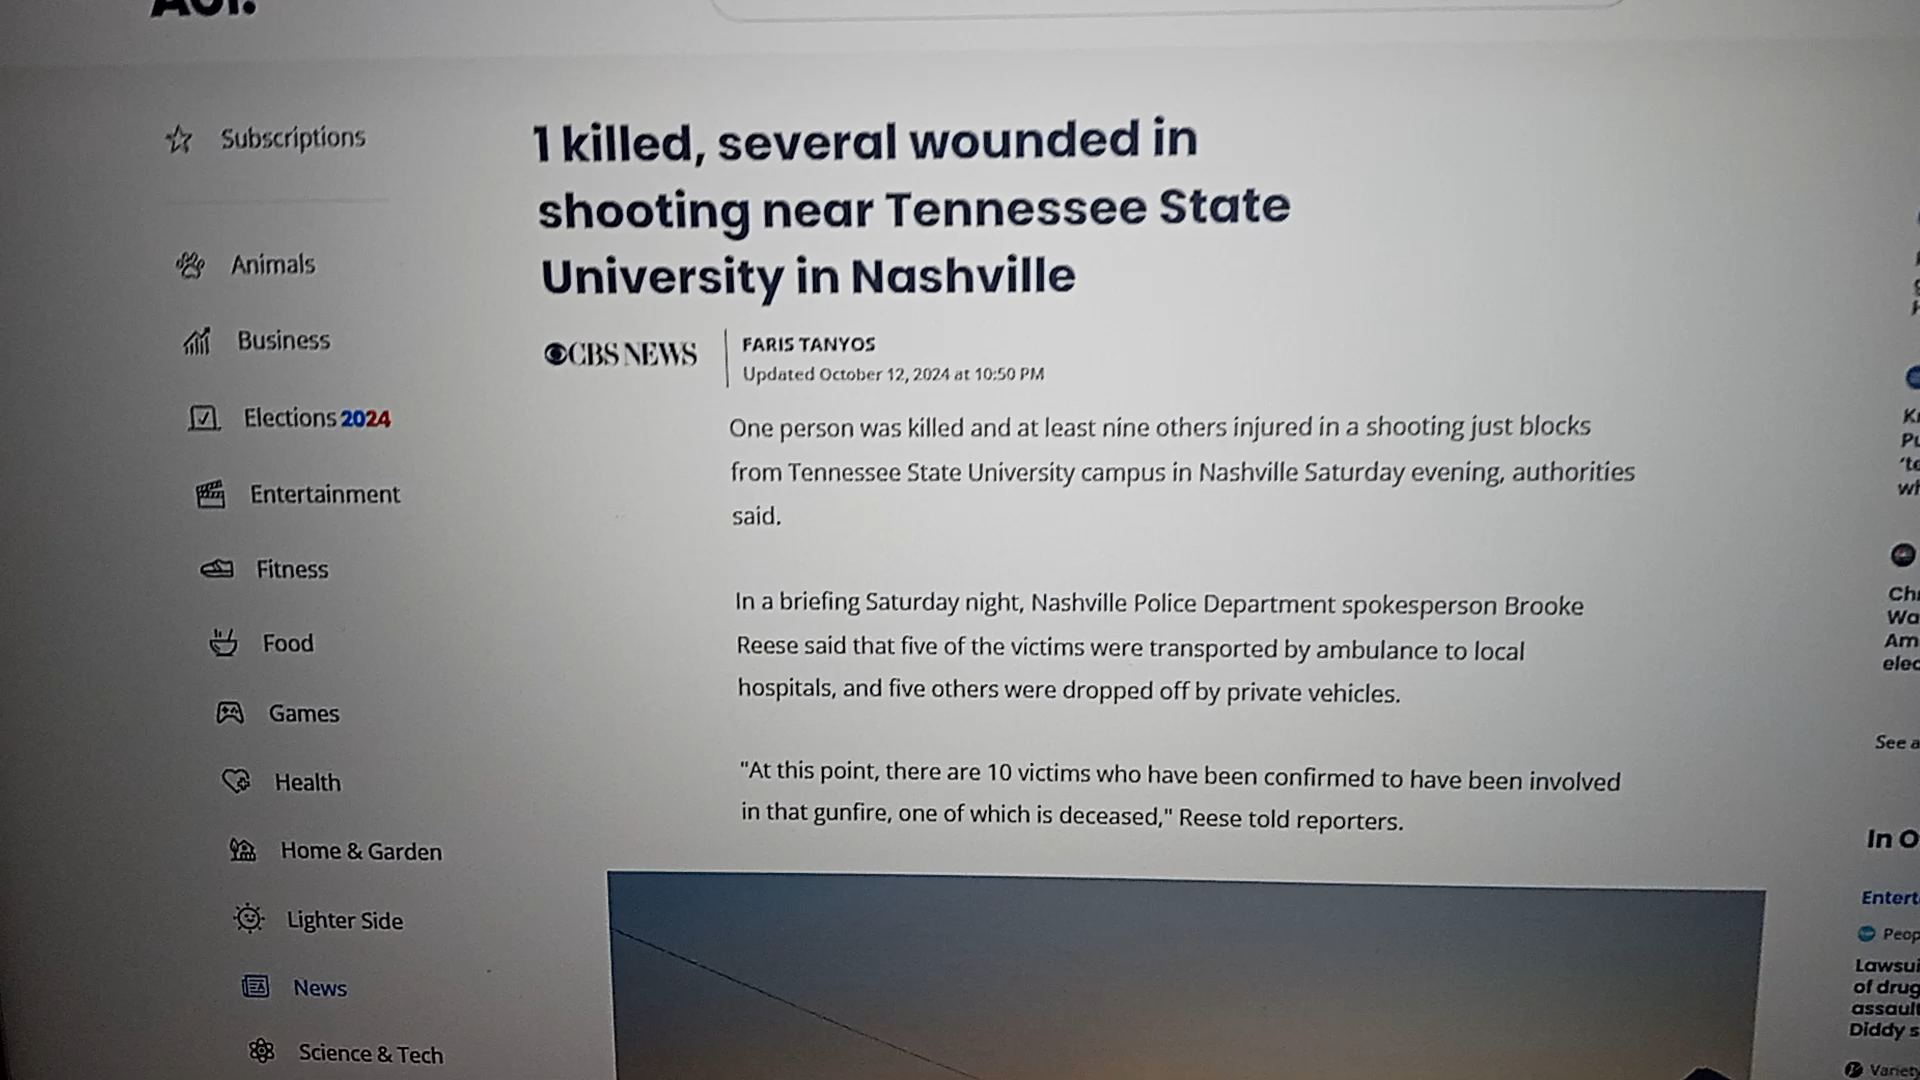 Aol.
Subscriptions
Animals
Business
Elections 2024
Entertainment
Fitness
Food
Games
Health
Home & Garden
Lighter Side
News
Science & Tech
1 killed, several wounded in
shooting near Tennessee State
University in Nashville
CBS NEWS
FARIS TANYOS
Updated October 12, 2024 at 10:50 PM
One person was killed and at least nine others injured in a shooting just blocks
from Tennessee State University campus in Nashville Saturday evening, authorities
said.
In a briefing Saturday night, Nashville Police Department spokesperson Brooke
Reese said that five of the victims were transported by ambulance to local
hospitals, and five others were dropped off by private vehicles.
"At this point, there are 10 victims who have been confirmed to have been involved
in that gunfire, one of which is deceased," Reese told reporters.
See a
In O
Entert
Peop
Lawsui
of drug
assault
Diddy s
Variety